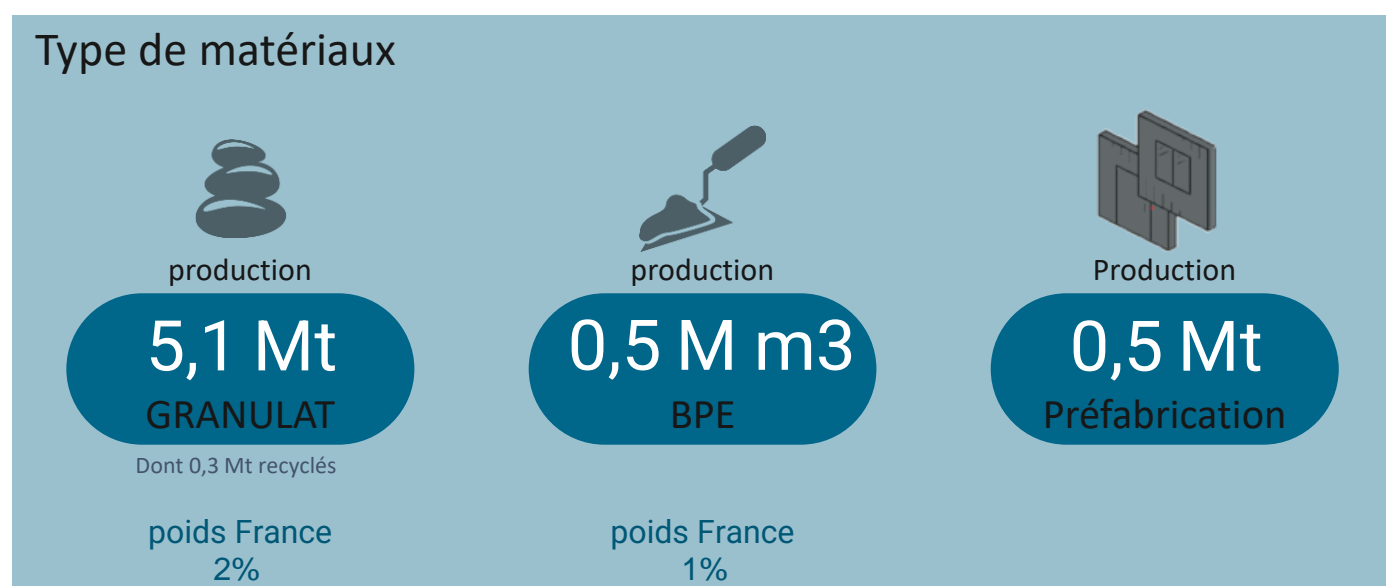 Type de matériaux
production
5,1 Mt
GRANULAT
Dont 0,3 Mt recyclés
poids France
2%
production
0,5 M m3
BPE
poids France
1%
Production
0,5 Mt
Préfabrication